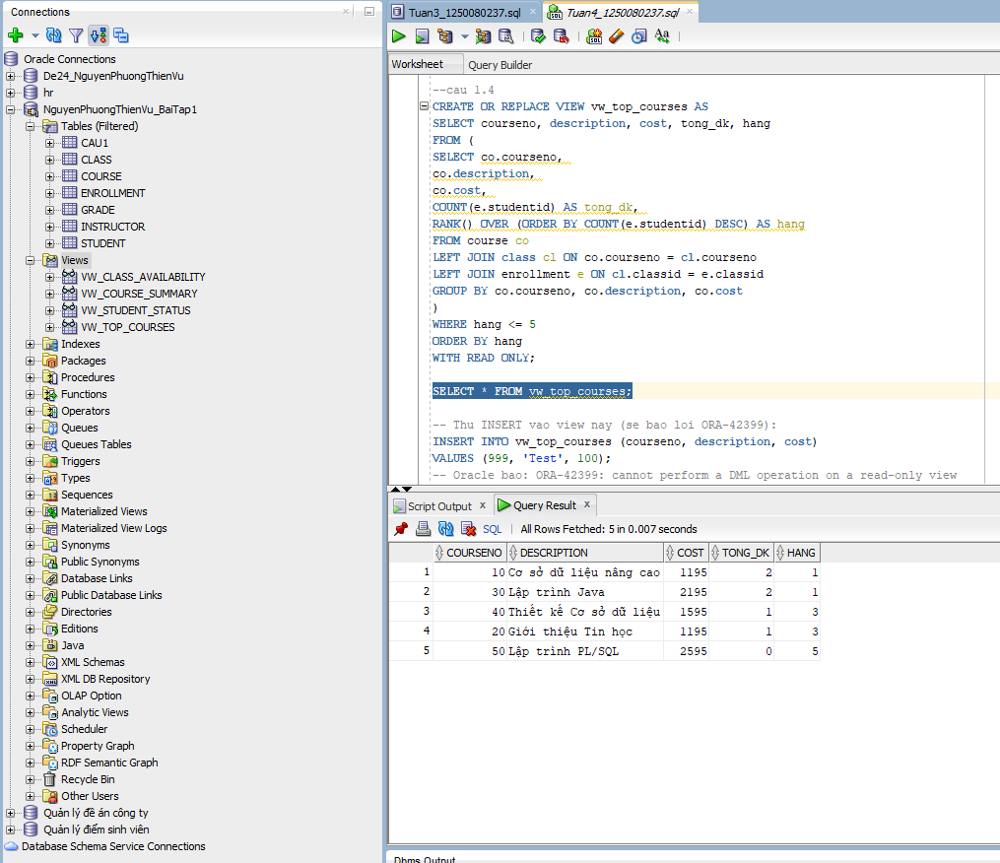 Connections
Oracle Connections
De24_NguyenPhuongThienVu
hr
NguyenPhuongThienVu_BaiTap1
Tables (Filtered)
CAU1
CLASS
COURSE
ENROLLMENT
GRADE
INSTRUCTOR
STUDENT
Views
VW_CLASS_AVAILABILITY
VW_COURSE_SUMMARY
VW_STUDENT_STATUS
VW_TOP_COURSES
Indexes
Packages
Procedures
Functions
Operators
Queues
Queues Tables
Triggers
Types
Sequences
Materialized Views
Materialized View Logs
Synonyms
Public Synonyms
Database Links
Public Database Links
Directories
Editions
Java
XML Schemas
XML DB Repository
OLAP Option
Analytic Views
Scheduler
Property Graph
RDF Semantic Graph
Recycle Bin
Other Users
Quản lý đề án công ty
Quản lý điểm sinh viên
Database Schema Service Connections
Tuan3_1250080237.sql
Tuan4_1250080237.sql
Worksheet
Query Builder
--cau 1.4
CREATE OR REPLACE VIEW vw_top_courses AS
SELECT courseno, description, cost, tong_dk, hang
FROM (
SELECT co.courseno,
co.description,
co.cost,
COUNT(e.studentid) AS tong_dk,
RANK() OVER (ORDER BY COUNT(e.studentid) DESC) AS hang
FROM course co
LEFT JOIN class cl ON co.courseno = cl.courseno
LEFT JOIN enrollment e ON cl.classid = e.classid
GROUP BY co.courseno, co.description, co.cost
)
WHERE hang <= 5
ORDER BY hang
WITH READ ONLY;
SELECT * FROM vw_top_courses;
-- Thu INSERT vao view nay (se bao loi ORA-42399):
INSERT INTO vw_top_courses (courseno, description, cost)
VALUES (999, 'Test', 100);
-- Oracle bao: ORA-42399: cannot perform a DML operation on a read-only view
Script Output
Query Result
SQL | All Rows Fetched: 5 in 0.007 seconds
COURSENO DESCRIPTION COST TONG_DK HANG
1 10 Cơ sở dữ liệu nâng cao 1195 2 1
2 30 Lập trình Java 2195 2 1
3 40 Thiết kế Cơ sở dữ liệu 1595 1 3
4 20 Giới thiệu Tin học 1195 1 3
5 50 Lập trình PL/SQL 2595 0 5
Dbms Output